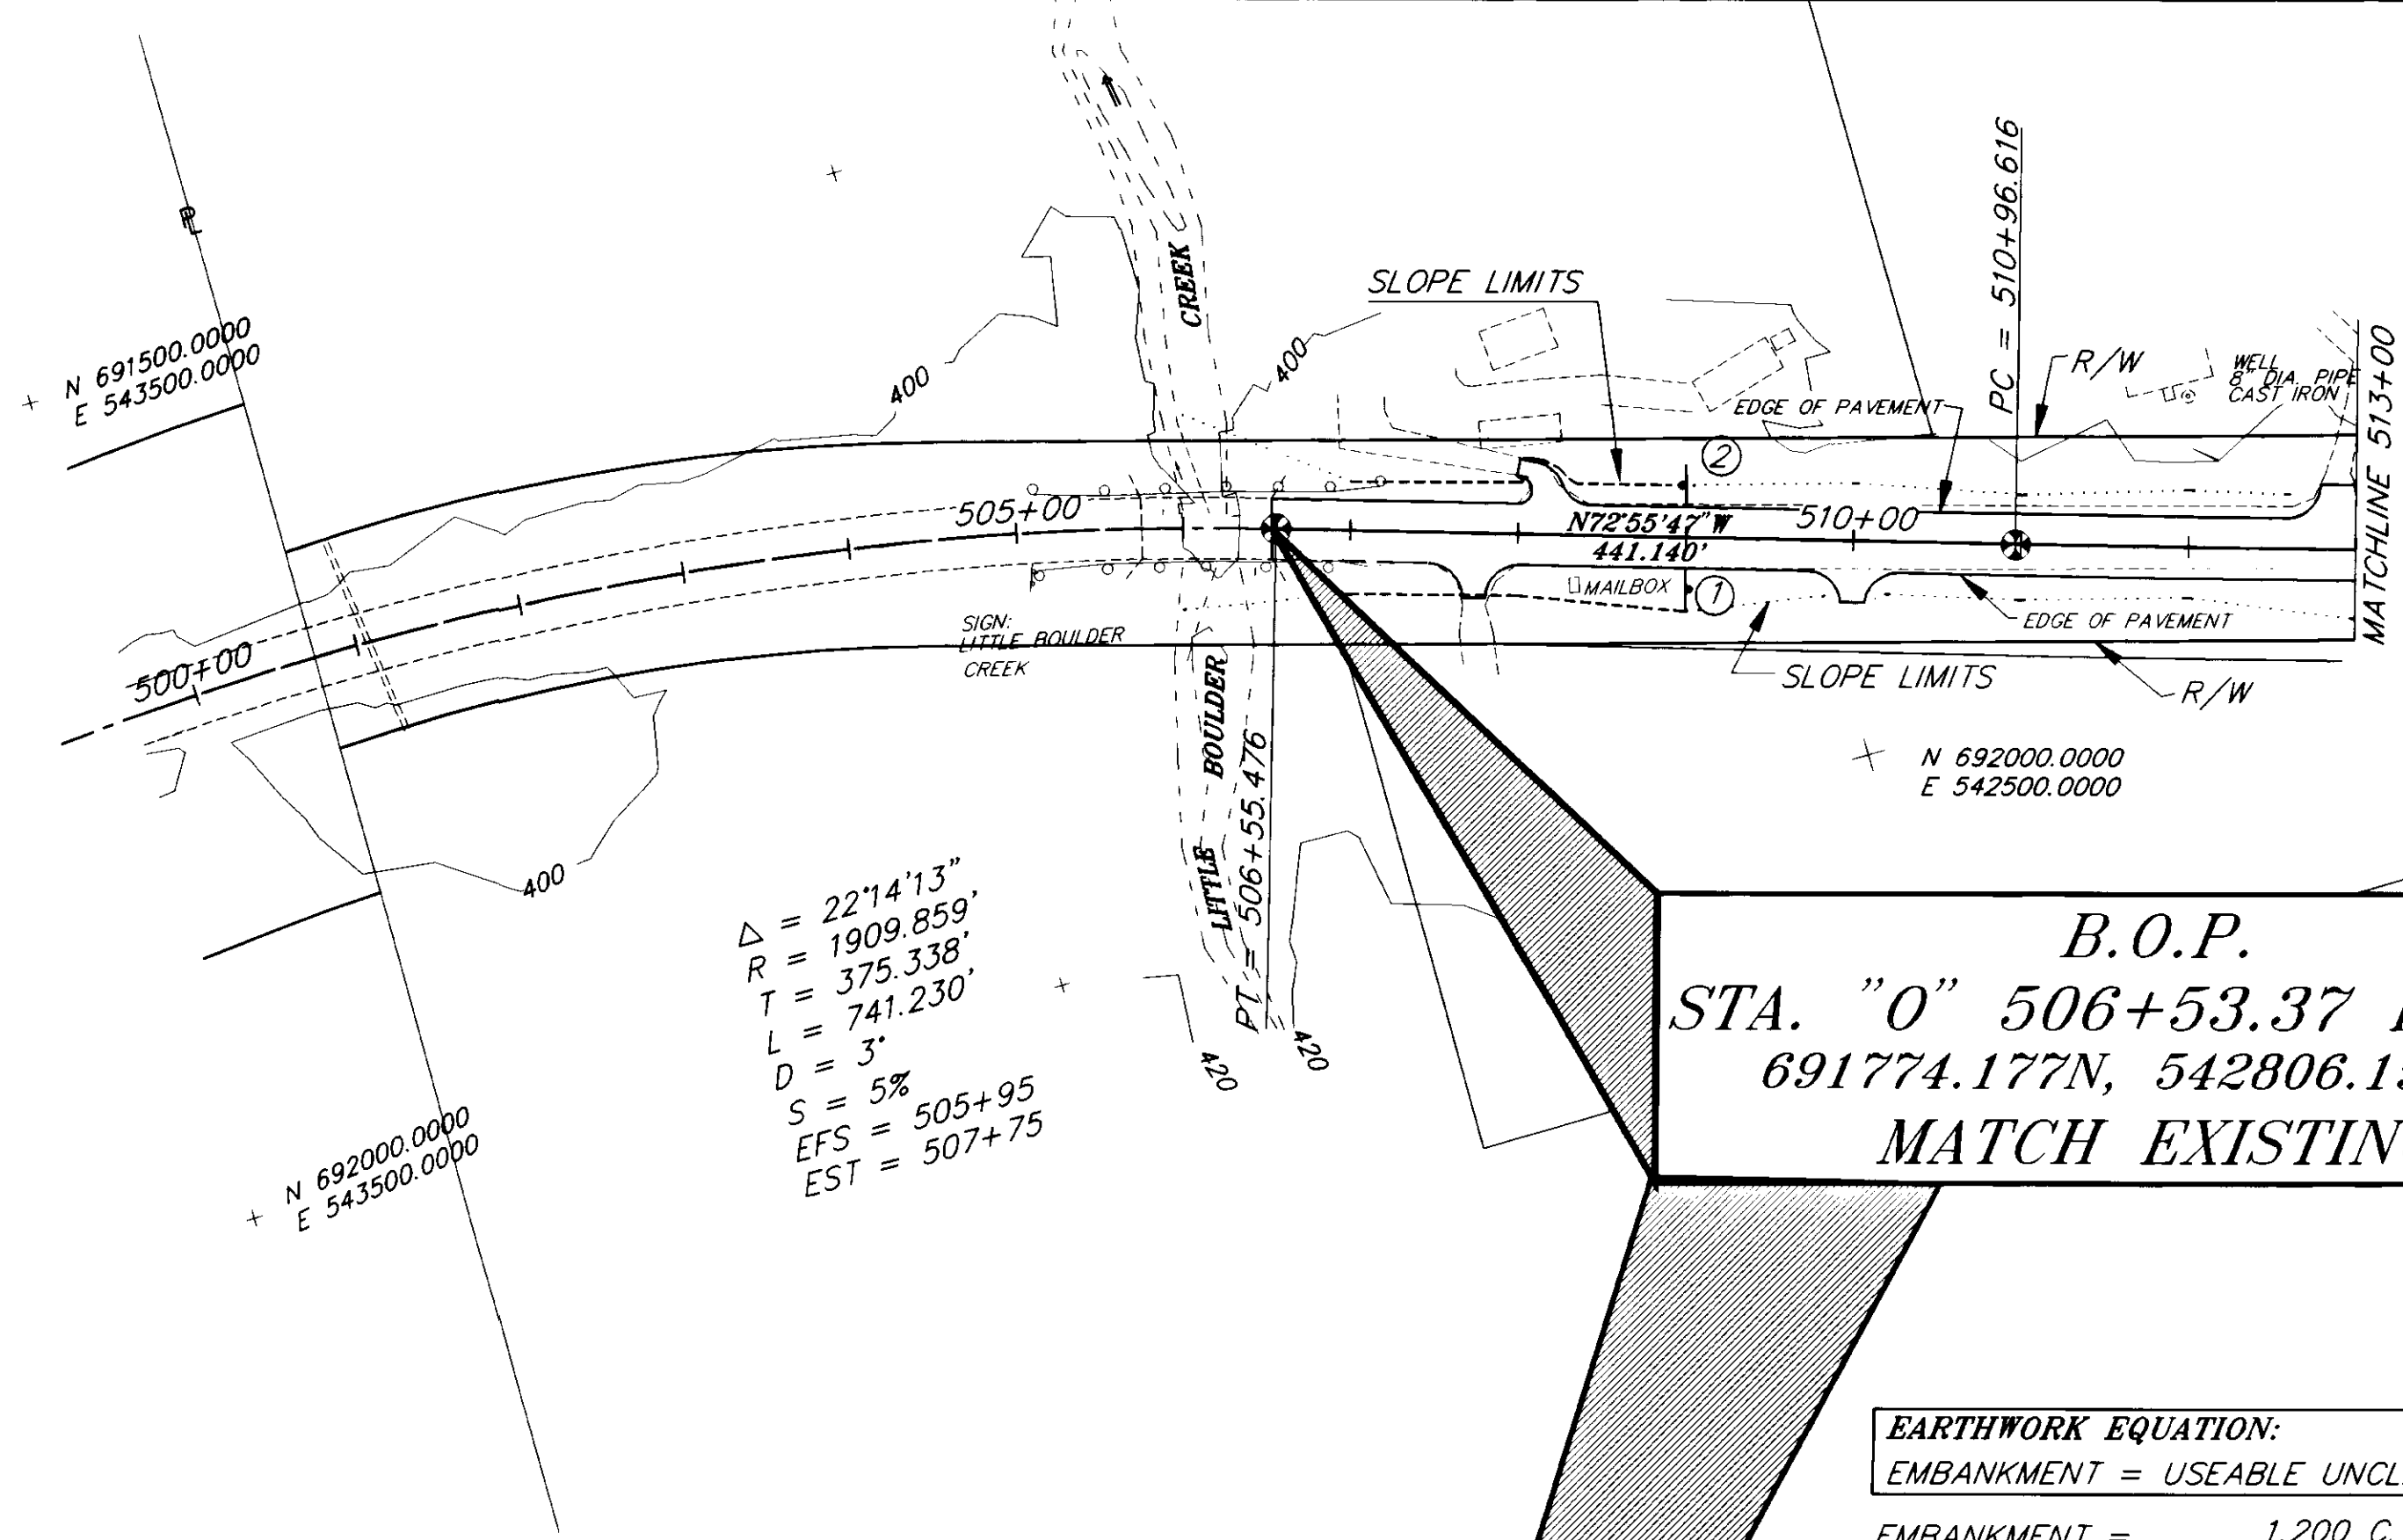 N 691500.0000
E 543500.0000
400
CREEK
400
SLOPE LIMITS
PC = 510+96.616
R/W
WELL
8" DIA. PIPE
CAST IRON
EDGE OF PAVEMENT
MATCHLINE 513+00
2
505+00
N72°55'47"W
441.140'
510+00
MAILBOX
1
EDGE OF PAVEMENT
SLOPE LIMITS
R/W
500+00
SIGN:
LITTLE BOULDER
CREEK
LITTLE BOULDER
PT = 506+55.476
N 692000.0000
E 542500.0000
400
Δ = 22°14'13"
R = 1909.859'
T = 375.338'
L = 741.230'
D = 3°
S = 5%
EFS = 505+95
EST = 507+75
420
420
N 692000.0000
E 543500.0000
B.O.P.
STA. "O" 506+53.37
691774.177N,
MATCH
EARTHWORK EQUATION:
EMBANKMENT = USEABLE
EMBANKMENT = 1,200